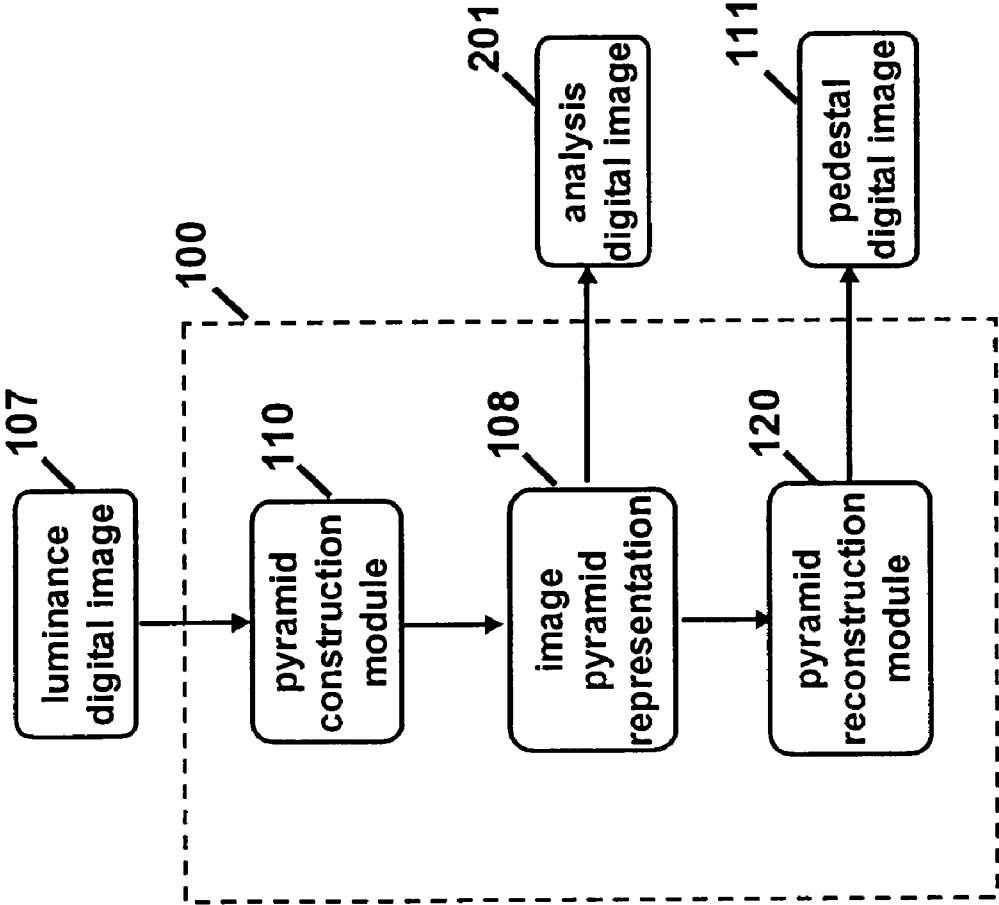 107
luminance
digital image
100
110
pyramid
construction
module
108
image
pyramid
representation
201
analysis
digital image
120
pyramid
reconstruction
module
111
pedestal
digital image